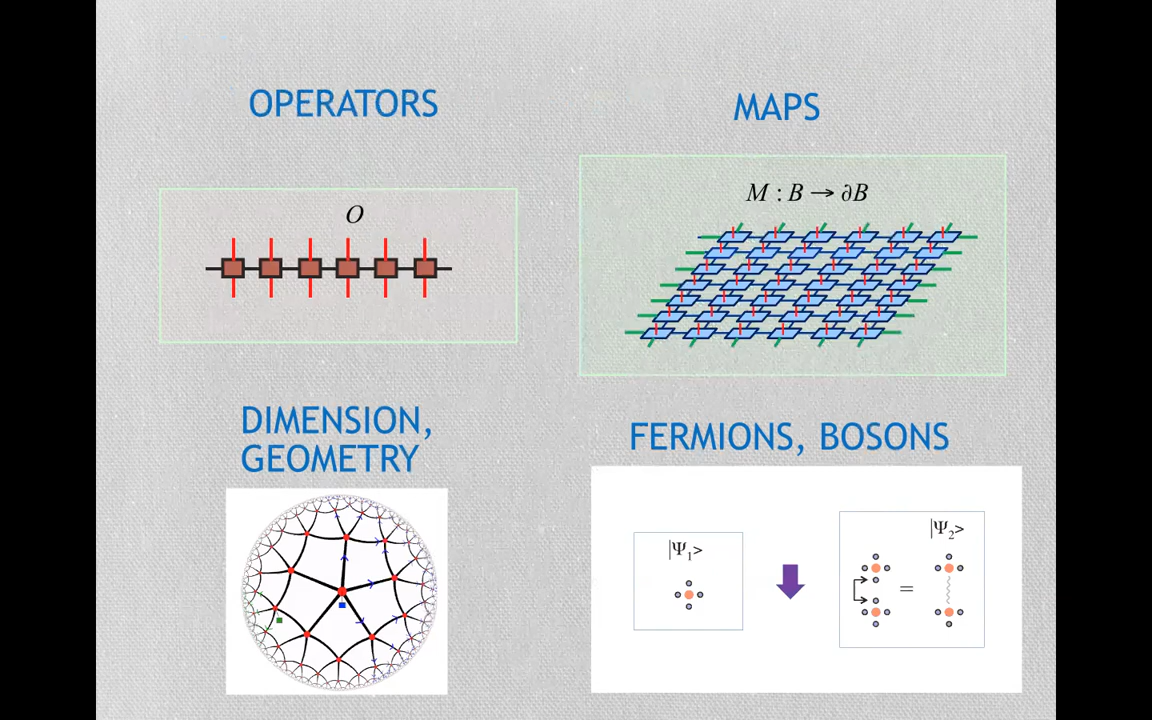 OPERATORS
MAPS
O
M : B → ∂B
DIMENSION,
GEOMETRY
FERMIONS, BOSONS
|Ψ₁>
|Ψ₂>
=